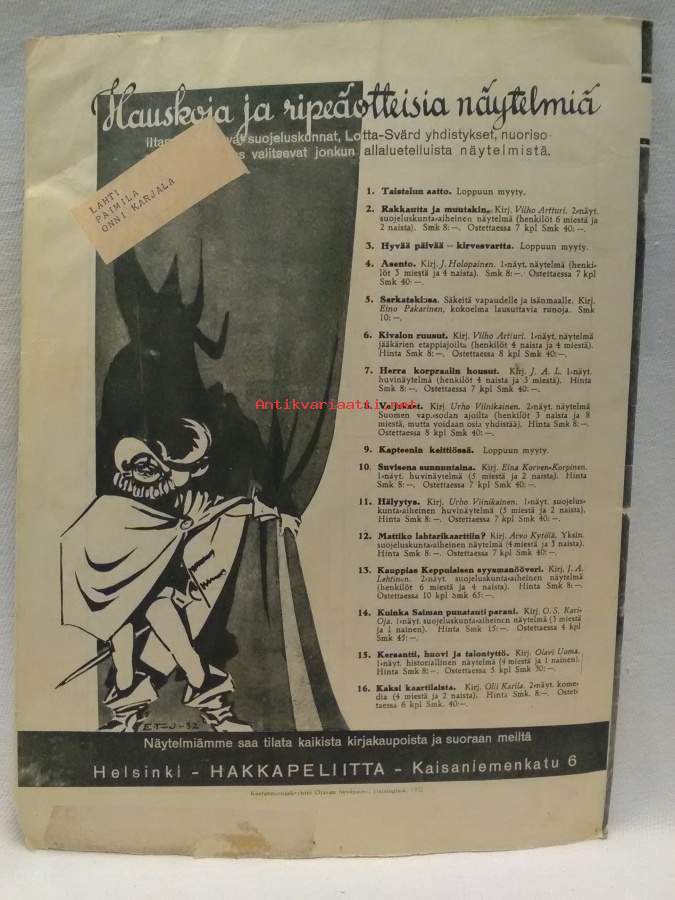 Hauskoja ja ripeäotteisia näytelmiä
suojeluskunnat, Lotta-Svärd yhdistykset, nuoriso-
valitsevat jonkun allaluetelluista näytelmistä.
LAHTI
PAIMILA
ONNI KARJALA
1. Taistelun aatto. Loppuun myyty.
2. Rakkautta ja muutakin. Kirj. Vilho Artturi. 2-näyt.
suojeluskunta-aiheinen näytelmä (henkilöt 6 miestä ja
2 naista). Smk 8:—. Ostettaessa 7 kpl Smk 40:—.
3. Hyvää päivää — kirvesvartta. Loppuun myyty.
4. Asento. Kirj. J. Holopainen. 1-näyt. näytelmä (henki-
löt 3 miestä ja 4 naista). Smk 8:—. Ostettaessa 7 kpl
Smk 40:—.
5. Sarkatakissa. Säkeitä vapaudelle ja isänmaalle. Kirj.
Eino Pakarinen, kokoelma lausuttavia runoja. Smk
10:—.
6. Kivalon ruusut. Kirj. Vilho Artturi. 1-näyt. näytelmä
jääkärien etappiajoilta (henkilöt 4 naista ja 4 miestä).
Hinta Smk 8:—. Ostettaessa 8 kpl Smk 40:—.
7. Herra korpraalin housut. Kirj. J. A. L. 1-näyt.
huvinäytelmä (henkilöt 4 naista ja 3 miestä). Hinta
Smk 8:—. Ostettaessa 7 kpl Smk 40:—.
Antikvariaatti.net
Veljekset. Kirj. Urho Viinikainen. 2-näyt. näytelmä
Suomen vap.-sodan ajoilta (henkilöt 3 naista ja 8
miestä, mutta voidaan osia yhdistää). Hinta Smk 8:—.
Ostettaessa 8 kpl Smk 40:—.
9. Kapteenin keittiössä. Loppuun myyty.
10. Suvisena sunnuntaina. Kirj. Eina Korven-Korpinen.
1-näyt. huvinäytelmä (5 miestä ja 2 naista). Hinta
Smk 8:—. Ostettaessa 7 kpl Smk 40:—.
11. Hälyytys. Kirj. Urho Viinikainen. 1-näyt. suojelus-
kunta-aiheinen huvinäytelmä (5 miestä ja 2 naista).
Hinta Smk 8:—. Ostettaessa 7 kpl Smk 40:—.
12. Mattiko lahtarikaarttiin? Kirj. Arvo Kytölä. Yksin.
suojeluskunta-aiheinen näytelmä (4 miestä ja 3 naista).
Hinta Smk 8:—. Ostettaessa 7 kpl Smk 40:—.
13. Kauppias Keppulaisen syysmanööveri. Kirj. J. A.
Lehtinen. 2-näyt. suojeluskunta-aiheinen näytelmä
(henkilöt 6 miestä ja 4 naista). Hinta Smk 8:—.
Ostettaessa 10 kpl Smk 65:—.
14. Kuinka Saiman punatauti parani. Kirj. O. S. Kari-
Oja. 1-näyt. suojeluskunta-aiheinen näytelmä (3 miestä
ja 1 nainen). Hinta Smk 15:—. Ostettaessa 4 kpl
Smk 45:—.
15. Kersantti, huovi ja talontyttö. Kirj. Olavi Uoma.
1-näyt. historiallinen näytelmä (4 miestä ja 1 nainen).
Hinta Smk 8:—. Ostettaessa 5 kpl Smk 30:—.
16. Kaksi kaartilaista. Kirj. Olli Karila. 2-näyt. kome-
dia (4 miestä ja 2 naista). Hinta Smk. 8:—. Ostet-
taessa 6 kpl Smk. 40:—.
E T-J-32
Näytelmiämme saa tilata kaikista kirjakaupoista ja suoraan meiltä
Helsinki – HAKKAPELIITTA – Kaisaniemenkatu 6